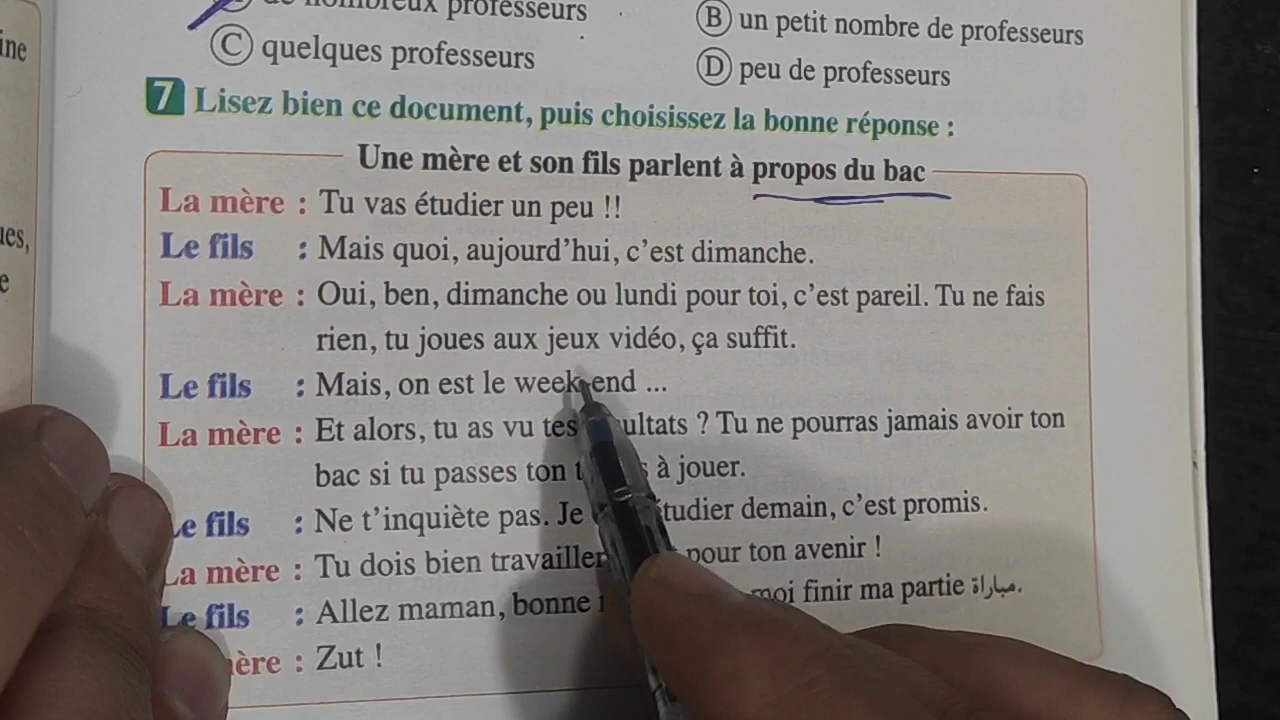 nombreux professeurs
B un petit nombre de professeurs
C quelques professeurs
D peu de professeurs
7 Lisez bien ce document, puis choisissez la bonne réponse :
Une mère et son fils parlent à propos du bac
La mère : Tu vas étudier un peu !!
Le fils : Mais quoi, aujourd'hui, c'est dimanche.
La mère : Oui, ben, dimanche ou lundi pour toi, c'est pareil. Tu ne fais
rien, tu joues aux jeux vidéo, ça suffit.
Le fils : Mais, on est le week-end ...
La mère : Et alors, tu as vu tes ? Tu ne pourras jamais avoir ton
bac si tu passes ton à jouer.
Le fils : Ne t'inquiète pas. Je étudier demain, c'est promis.
La mère : Tu dois bien travailler pour ton avenir !
Le fils : Allez maman, bonne moi finir ma partie مباراة.
mère : Zut !